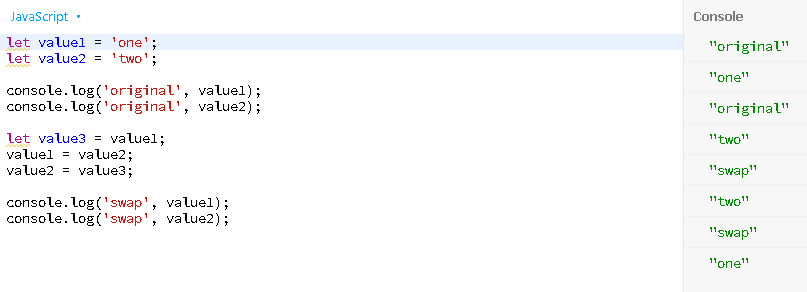 JavaScript
let value1 = 'one';
let value2 = 'two';
console.log('original', value1);
console.log('original', value2);
let value3 = value1;
value1 = value2;
value2 = value3;
console.log('swap', value1);
console.log('swap', value2);
Console
"original"
"one"
"original"
"two"
"swap"
"two"
"swap"
"one"